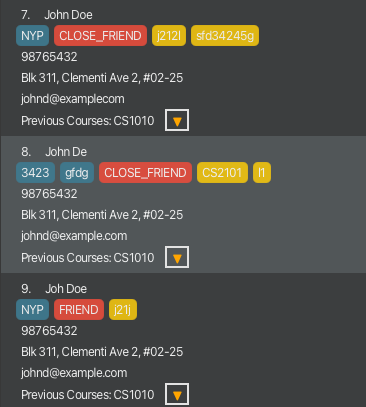 7. John Doe
NYP CLOSE_FRIEND j212l sfd34245g
98765432
Blk 311, Clementi Ave 2, #02-25
johnd@examplecom
Previous Courses: CS1010
8. John De
3423 gfdg CLOSE_FRIEND CS2101 l1
98765432
Blk 311, Clementi Ave 2, #02-25
johnd@example.com
Previous Courses: CS1010
9. Joh Doe
NYP FRIEND j21j
98765432
Blk 311, Clementi Ave 2, #02-25
johnd@example.com
Previous Courses: CS1010